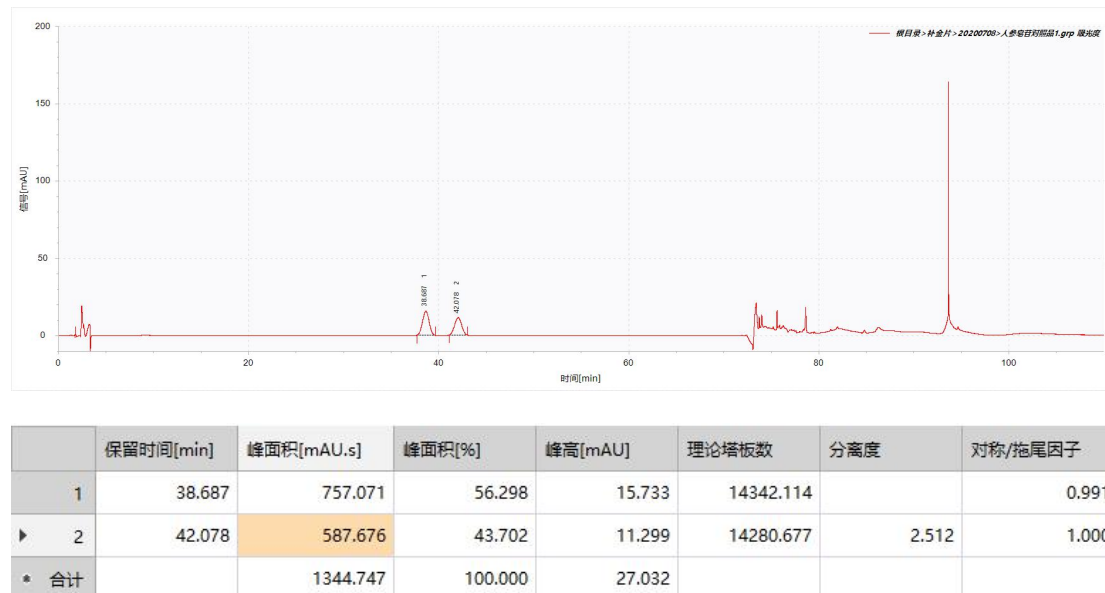 200
根目录>补金片>20200708>人参皂苷对照品1.grp 吸光度
150
100
50
0
信号[mAU]
38.687 1
42.078 2
0 20 40 60 80 100
时间[min]
保留时间[min] 峰面积[mAU.s] 峰面积[%] 峰高[mAU] 理论塔板数 分离度 对称/拖尾因子
1 38.687 757.071 56.298 15.733 14342.114 0.991
2 42.078 587.676 43.702 11.299 14280.677 2.512 1.000
* 合计 1344.747 100.000 27.032